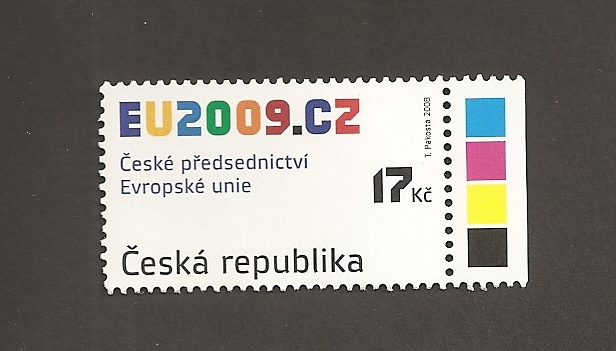 EU2009.CZ
České předsednictví
Evropské unie
T. Pakosta 2008
17 Kč
Česká republika